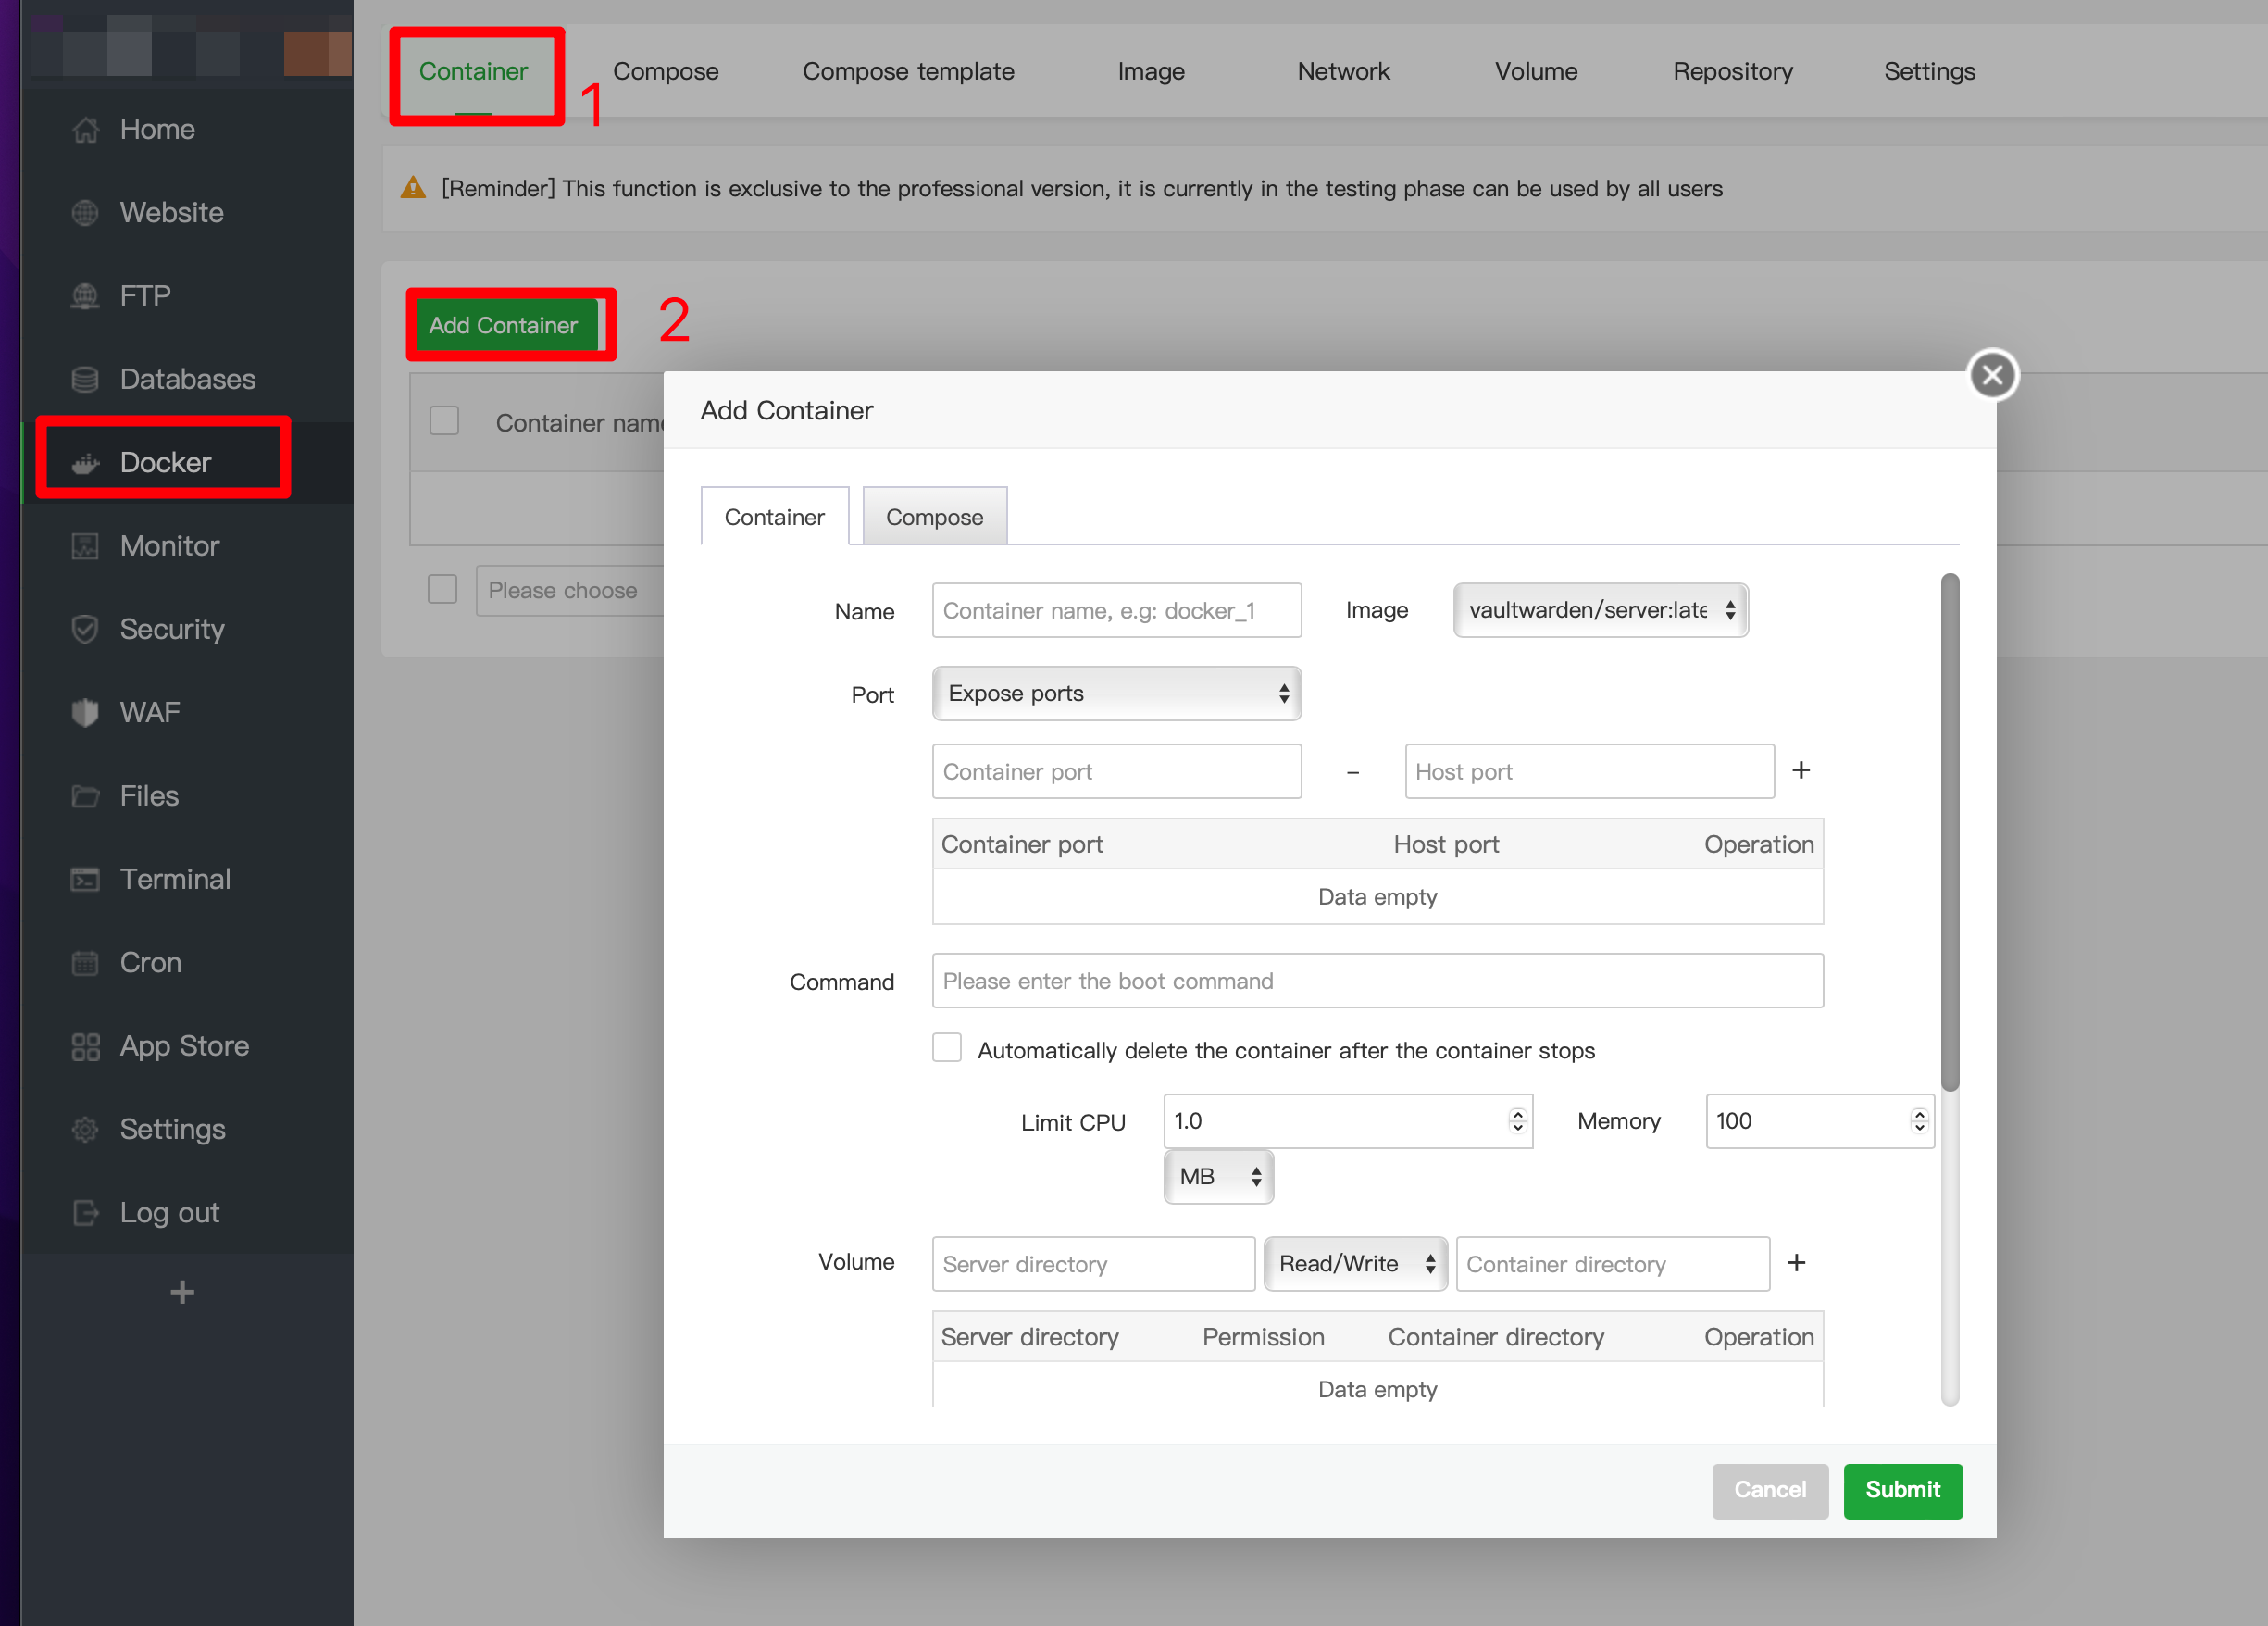 Home
Website
FTP
Databases
Docker
Monitor
Security
WAF
Files
Terminal
Cron
App Store
Settings
Log out
Container Compose Compose template Image Network Volume Repository Settings
1
[Reminder] This function is exclusive to the professional version, it is currently in the testing phase can be used by all users
Add Container
2
Container name
Please choose
Add Container
Container Compose
Name Container name, e.g: docker_1 Image vaultwarden/server:late
Port Expose ports
Container port – Host port +
Container port Host port Operation
Data empty
Command Please enter the boot command
Automatically delete the container after the container stops
Limit CPU 1.0 Memory 100
MB
Volume Server directory Read/Write Container directory +
Server directory Permission Container directory Operation
Data empty
Cancel Submit